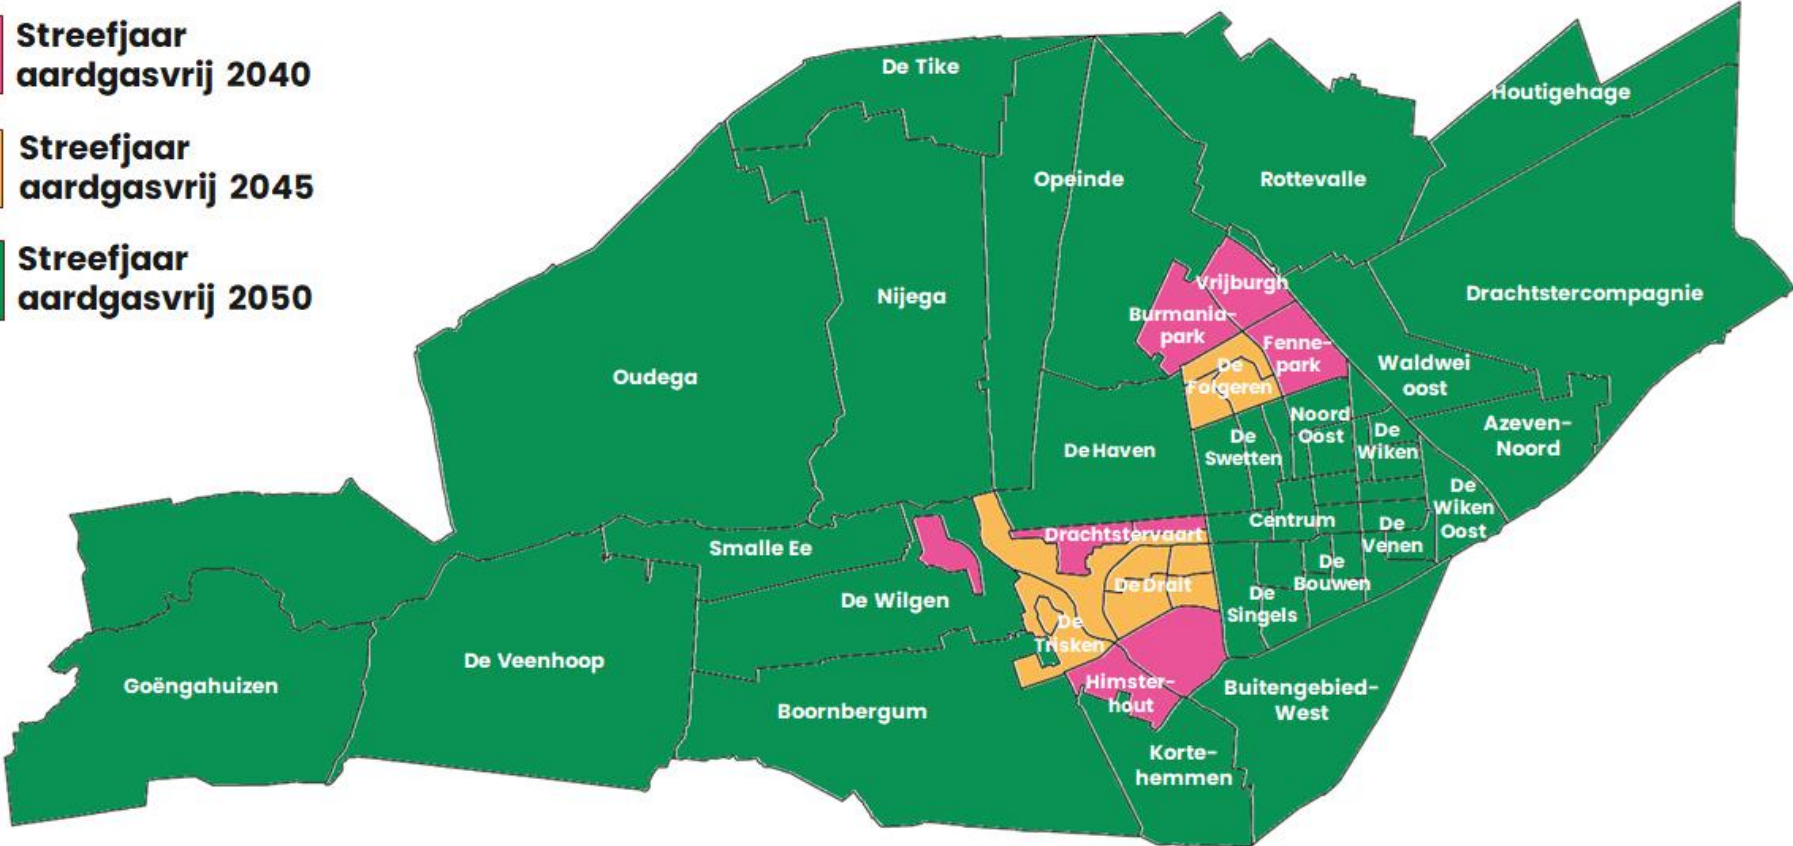 Streefjaar
aardgasvrij 2040
Streefjaar
aardgasvrij 2045
Streefjaar
aardgasvrij 2050
De Tike
Houtigehage
Opeinde
Rottevalle
Nijega
Vrijburgh
Drachtstercompagnie
Burmania-
park
Fenne-
park
Oudega
De
Folgeren
Waldwei
oost
De Haven
De
Swetten
Noord
Oost
De
Wiken
Azeven-
Noord
De
Wiken
Oost
Smalle Ee
Drachtstervaart
Centrum
De
Venen
De Wilgen
De Drait
De
Bouwen
De
Singels
De
Trisken
De Veenhoop
Goëngahuizen
Himster-
hout
Buitengebied-
West
Boornbergum
Korte-
hemmen